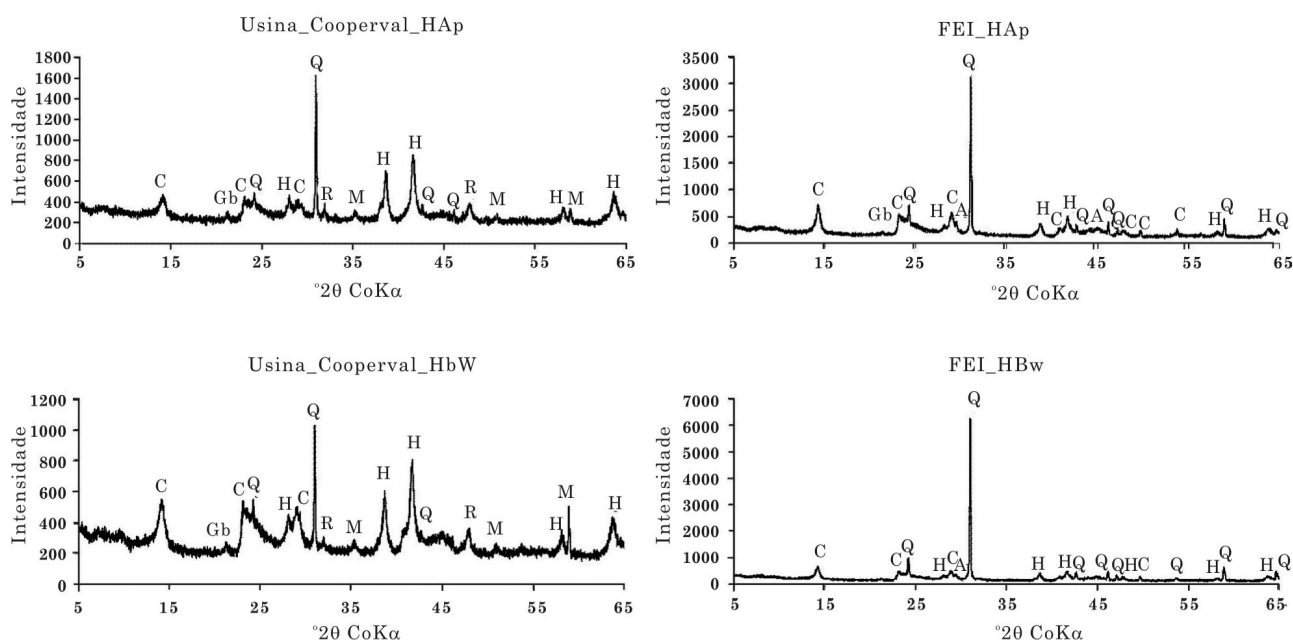 Usina_Cooperval_HAp
Intensidade
1800
1600
1400
1200
1000
800
600
400
200
0
C
Gb
C
Q
H
C
Q
R
M
H
H
Q
Q
R
M
H
M
H
5
15
25
35
45
55
65
°2θ CoKα
FEI_HAp
Intensidade
3500
3000
2500
2000
1500
1000
500
0
C
Gb
C
Q
H
C
A
Q
H
C
H
Q
A
Q
Q
C
C
C
H
Q
H
Q
5
15
25
35
45
55
65
°2θ CoKα
Usina_Cooperval_HbW
Intensidade
1200
1000
800
600
400
200
0
C
Gb
C
Q
H
C
Q
R
M
H
H
Q
R
M
H
M
H
5
15
25
35
45
55
65
°2θ CoKα
FEI_HBw
Intensidade
7000
6000
5000
4000
3000
2000
1000
0
C
C
Q
H
C
A
Q
H
H
Q
Q
Q
H
C
Q
H
Q
H
Q
5
15
25
35
45
55
65
°2θ CoKα